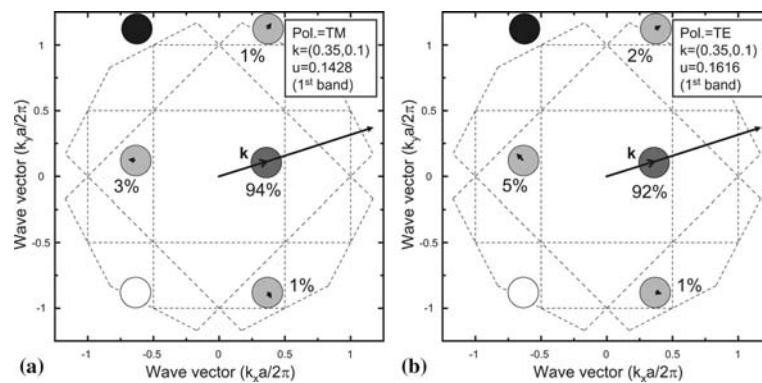 Pol.=TM
k=(0.35,0.1)
u=0.1428
(1st band)
1%
3%
k
94%
1%
1
0.5
0
-0.5
-1
Wave vector (kya/2π)
-1
-0.5
0
0.5
1
Wave vector (kxa/2π)
(a)
Pol.=TE
k=(0.35,0.1)
u=0.1616
(1st band)
2%
5%
k
92%
1%
1
0.5
0
-0.5
-1
Wave vector (kya/2π)
-1
-0.5
0
0.5
1
Wave vector (kxa/2π)
(b)